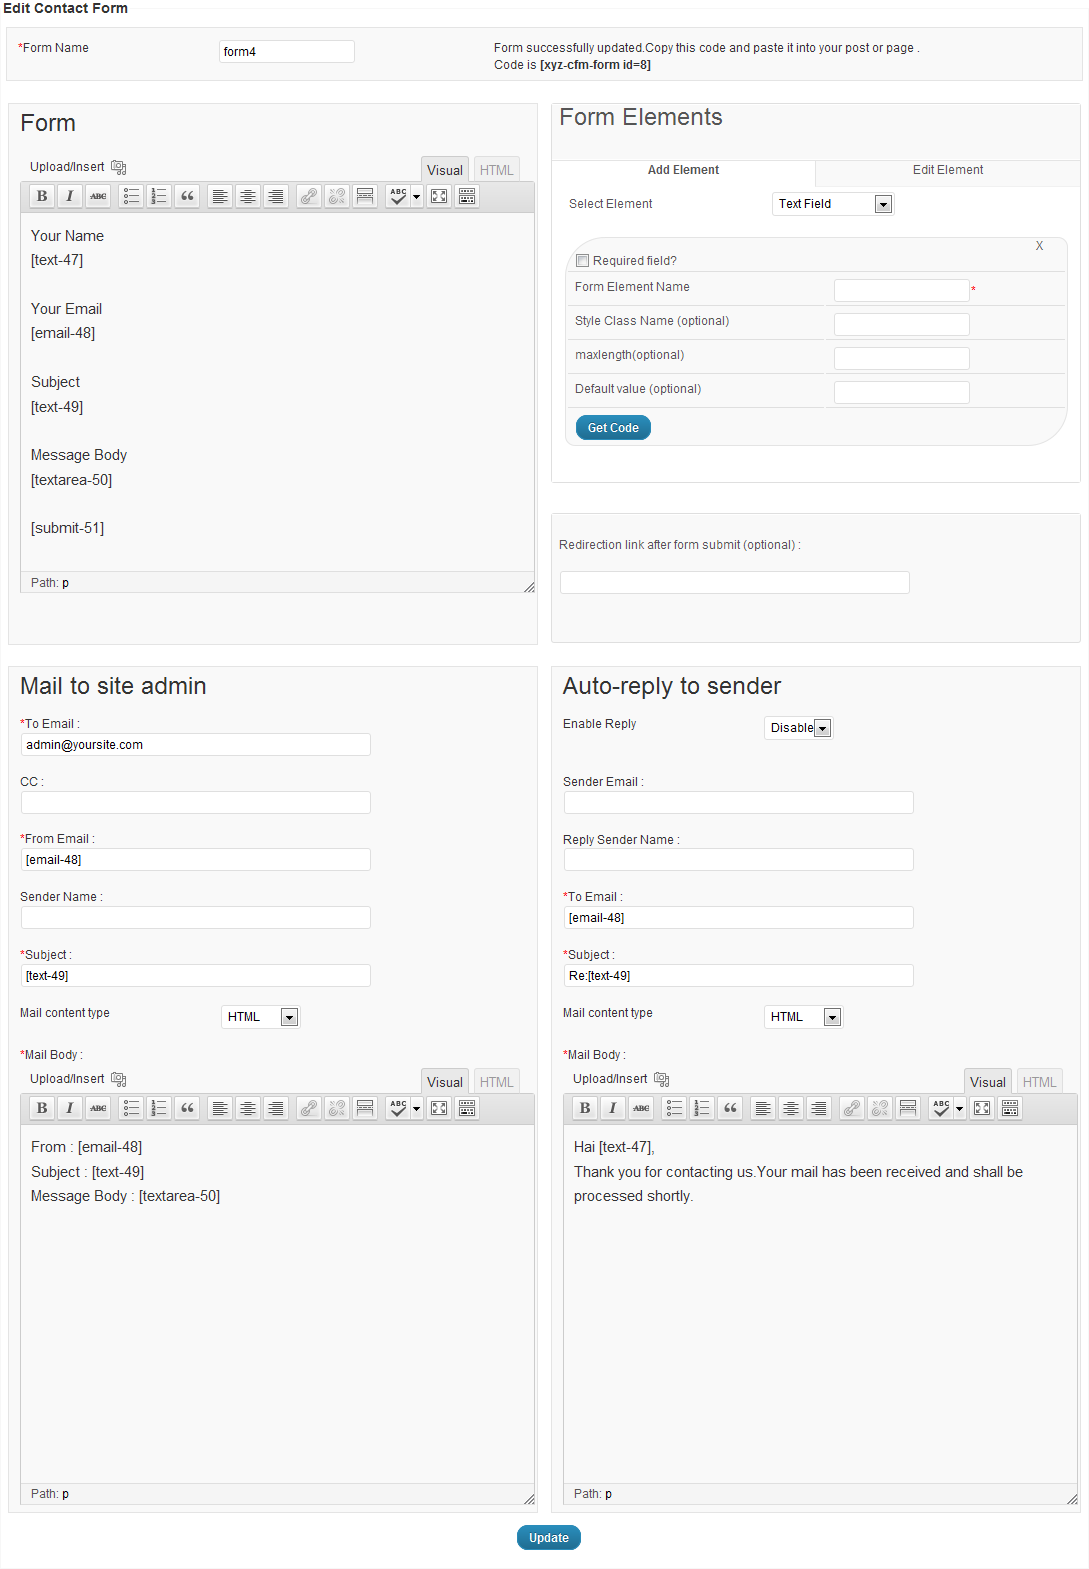 Edit Contact Form
*Form Name
form4
Form successfully updated.Copy this code and paste it into your post or page .
Code is [xyz-cfm-form id=8]
Form
Upload/Insert
Visual
HTML
B I ABC ABC
Your Name
[text-47]
Your Email
[email-48]
Subject
[text-49]
Message Body
[textarea-50]
[submit-51]
Path: p
Form Elements
Add Element
Edit Element
Select Element
Text Field
X
Required field?
Form Element Name
*
Style Class Name (optional)
maxlength(optional)
Default value (optional)
Get Code
Redirection link after form submit (optional) :
Mail to site admin
*To Email :
admin@yoursite.com
CC :
*From Email :
[email-48]
Sender Name :
*Subject :
[text-49]
Mail content type
HTML
*Mail Body :
Upload/Insert
Visual
HTML
B I ABC ABC
From : [email-48]
Subject : [text-49]
Message Body : [textarea-50]
Path: p
Auto-reply to sender
Enable Reply
Disable
Sender Email :
Reply Sender Name :
*To Email :
[email-48]
*Subject :
Re:[text-49]
Mail content type
HTML
*Mail Body :
Upload/Insert
Visual
HTML
B I ABC ABC
Hai [text-47],
Thank you for contacting us.Your mail has been received and shall be
processed shortly.
Path: p
Update